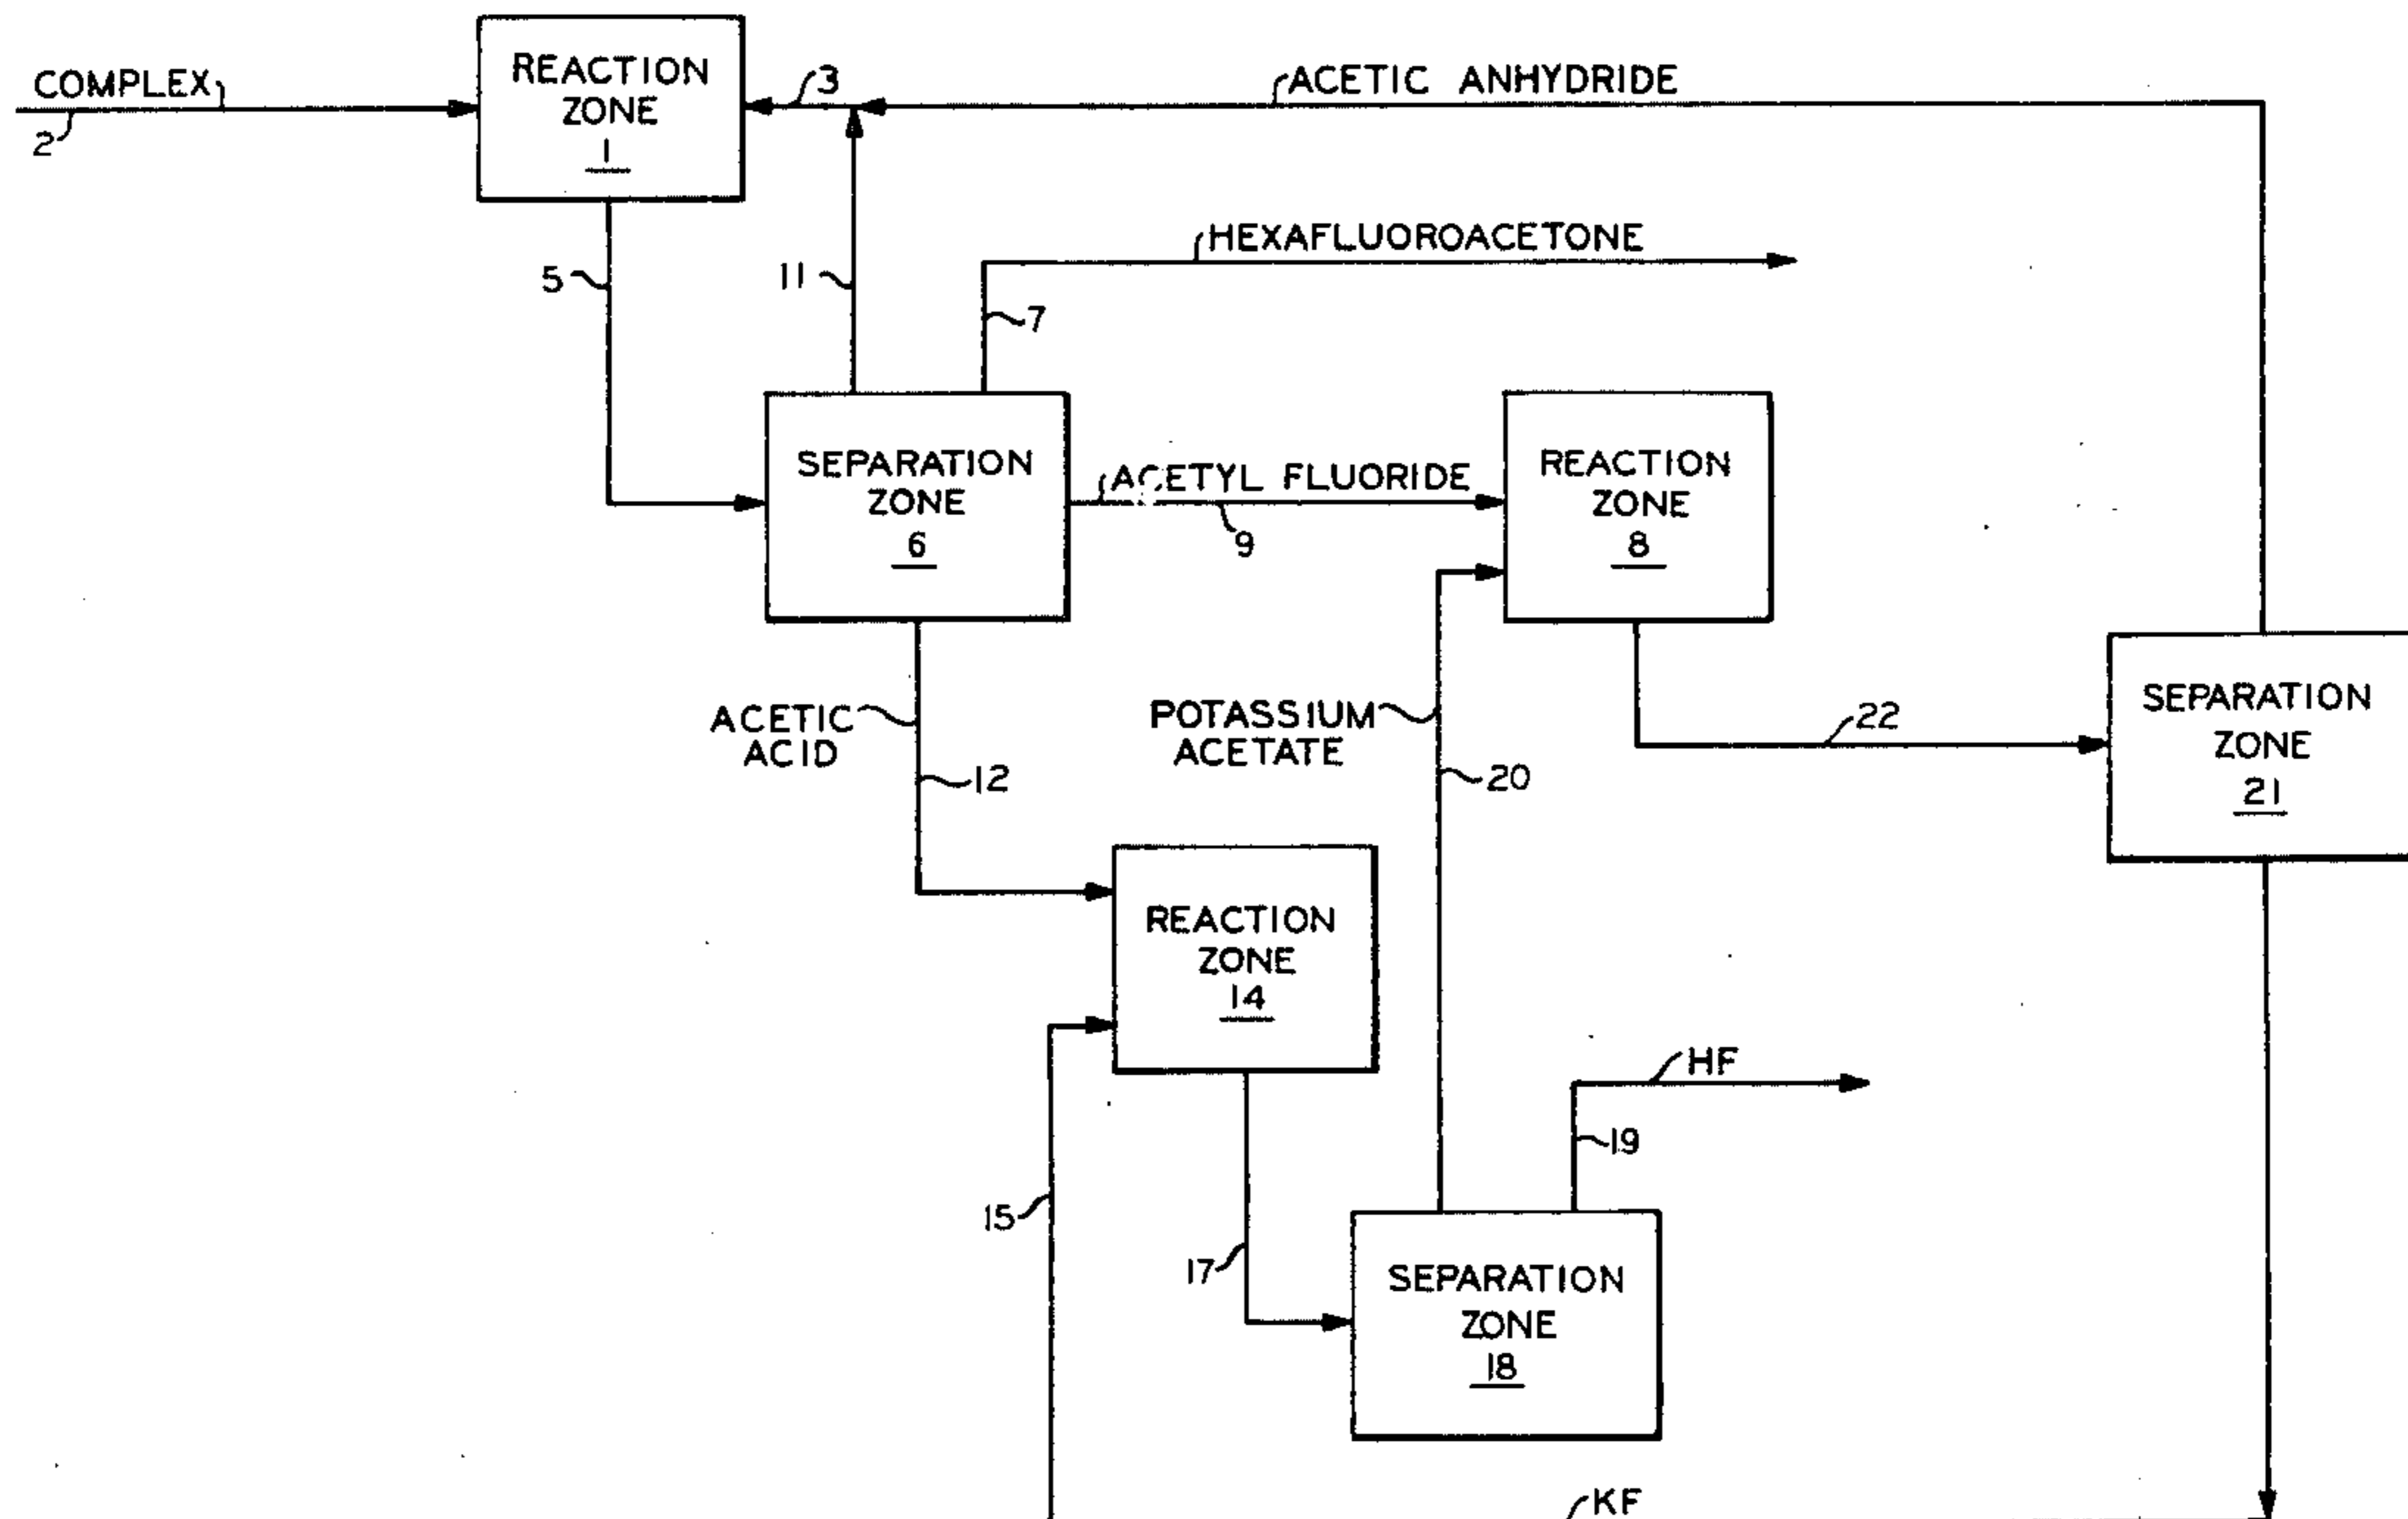 COMPLEX
2
REACTION
ZONE
1
3
ACETIC ANHYDRIDE
5
11
HEXAFLUOROACETONE
7
SEPARATION
ZONE
6
ACETYL FLUORIDE
9
REACTION
ZONE
8
ACETIC
ACID
12
POTASSIUM
ACETATE
20
22
SEPARATION
ZONE
21
REACTION
ZONE
14
15
17
HF
19
SEPARATION
ZONE
18
KF